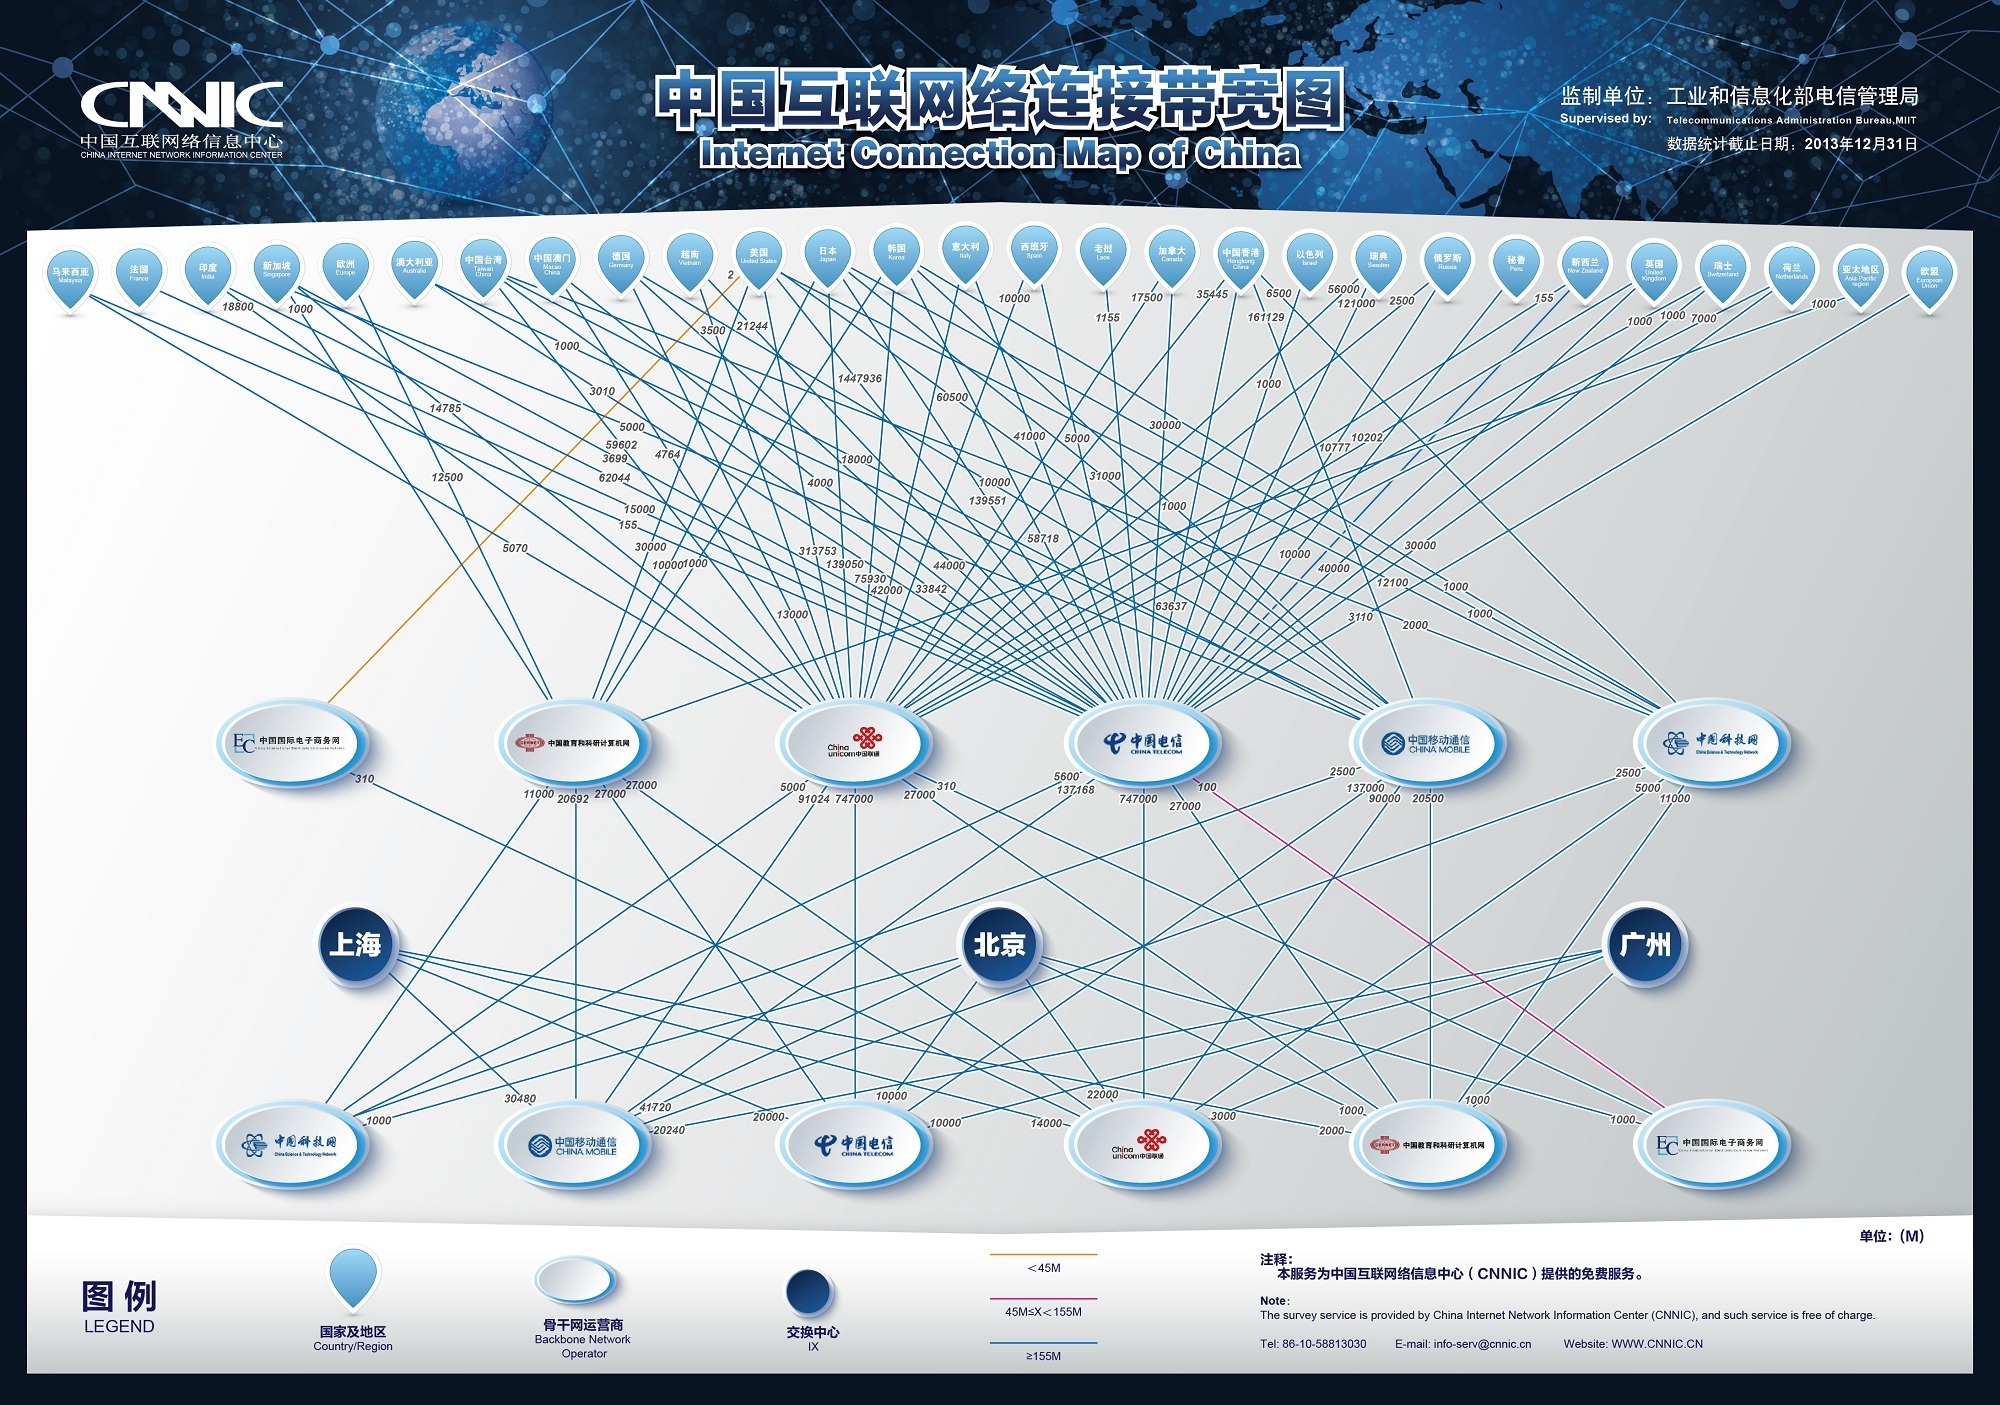 CNNIC
中国互联网络信息中心
CHINA INTERNET NETWORK INFORMATION CENTER
中国互联网络连接带宽图
Internet Connection Map of China
监制单位：工业和信息化部电信管理局
Supervised by: Telecommunications Administration Bureau,MIIT
数据统计截止日期：2013年12月31日
马来西亚
Malaysia
法国
France
印度
India
新加坡
Singapore
欧洲
Europe
澳大利亚
Australia
中国台湾
Taiwan
China
中国澳门
Macao
China
德国
Germany
越南
Vietnam
美国
United States
日本
Japan
韩国
Korea
意大利
Italy
西班牙
Spain
老挝
Laos
加拿大
Canada
中国香港
Hongkong
China
以色列
Israel
瑞典
Sweden
俄罗斯
Russia
秘鲁
Peru
新西兰
New Zealand
英国
United
Kingdom
瑞士
Switzerland
荷兰
Netherlands
亚太地区
Asia-Pacific
region
欧盟
European
Union
2
18800
1000
3500
21244
10000
1155
17500
35445
161129
6500
56000
121000
2500
155
1000
1000
7000
1000
1000
3010
14785
1447936
60500
1000
5000
59602
3699
4764
62044
12500
18000
4000
41000
5000
30000
10777
10202
10000
139551
31000
1000
15000
155
5070
30000
10000
1000
313753
139050
75930
42000
33842
44000
58718
13000
63637
10000
40000
30000
12100
1000
1000
3110
2000
EC 中国国际电子商务网
CERNET 中国教育和科研计算机网
China
unicom中国联通
中国电信
CHINA TELECOM
中国移动通信
CHINA MOBILE
中国科技网
China Science & Technology Network
310
11000
20692
27000
27000
5000
91024
747000
27000
310
5600
137168
747000
27000
100
2500
137000
90000
20500
2500
5000
11000
上海
北京
广州
1000
30480
41720
20240
20000
10000
10000
14000
22000
3000
2000
1000
1000
1000
中国科技网
China Science & Technology Network
中国移动通信
CHINA MOBILE
中国电信
CHINA TELECOM
China
unicom中国联通
CERNET 中国教育和科研计算机网
EC 中国国际电子商务网
单位：(M)
图 例
LEGEND
国家及地区
Country/Region
骨干网运营商
Backbone Network
Operator
交换中心
IX
＜45M
45M≤X＜155M
≥155M
注释：
本服务为中国互联网络信息中心（CNNIC）提供的免费服务。
Note：
The survey service is provided by China Internet Network Information Center (CNNIC), and such service is free of charge.
Tel: 86-10-58813030 E-mail: info-serv@cnnic.cn Website: WWW.CNNIC.CN